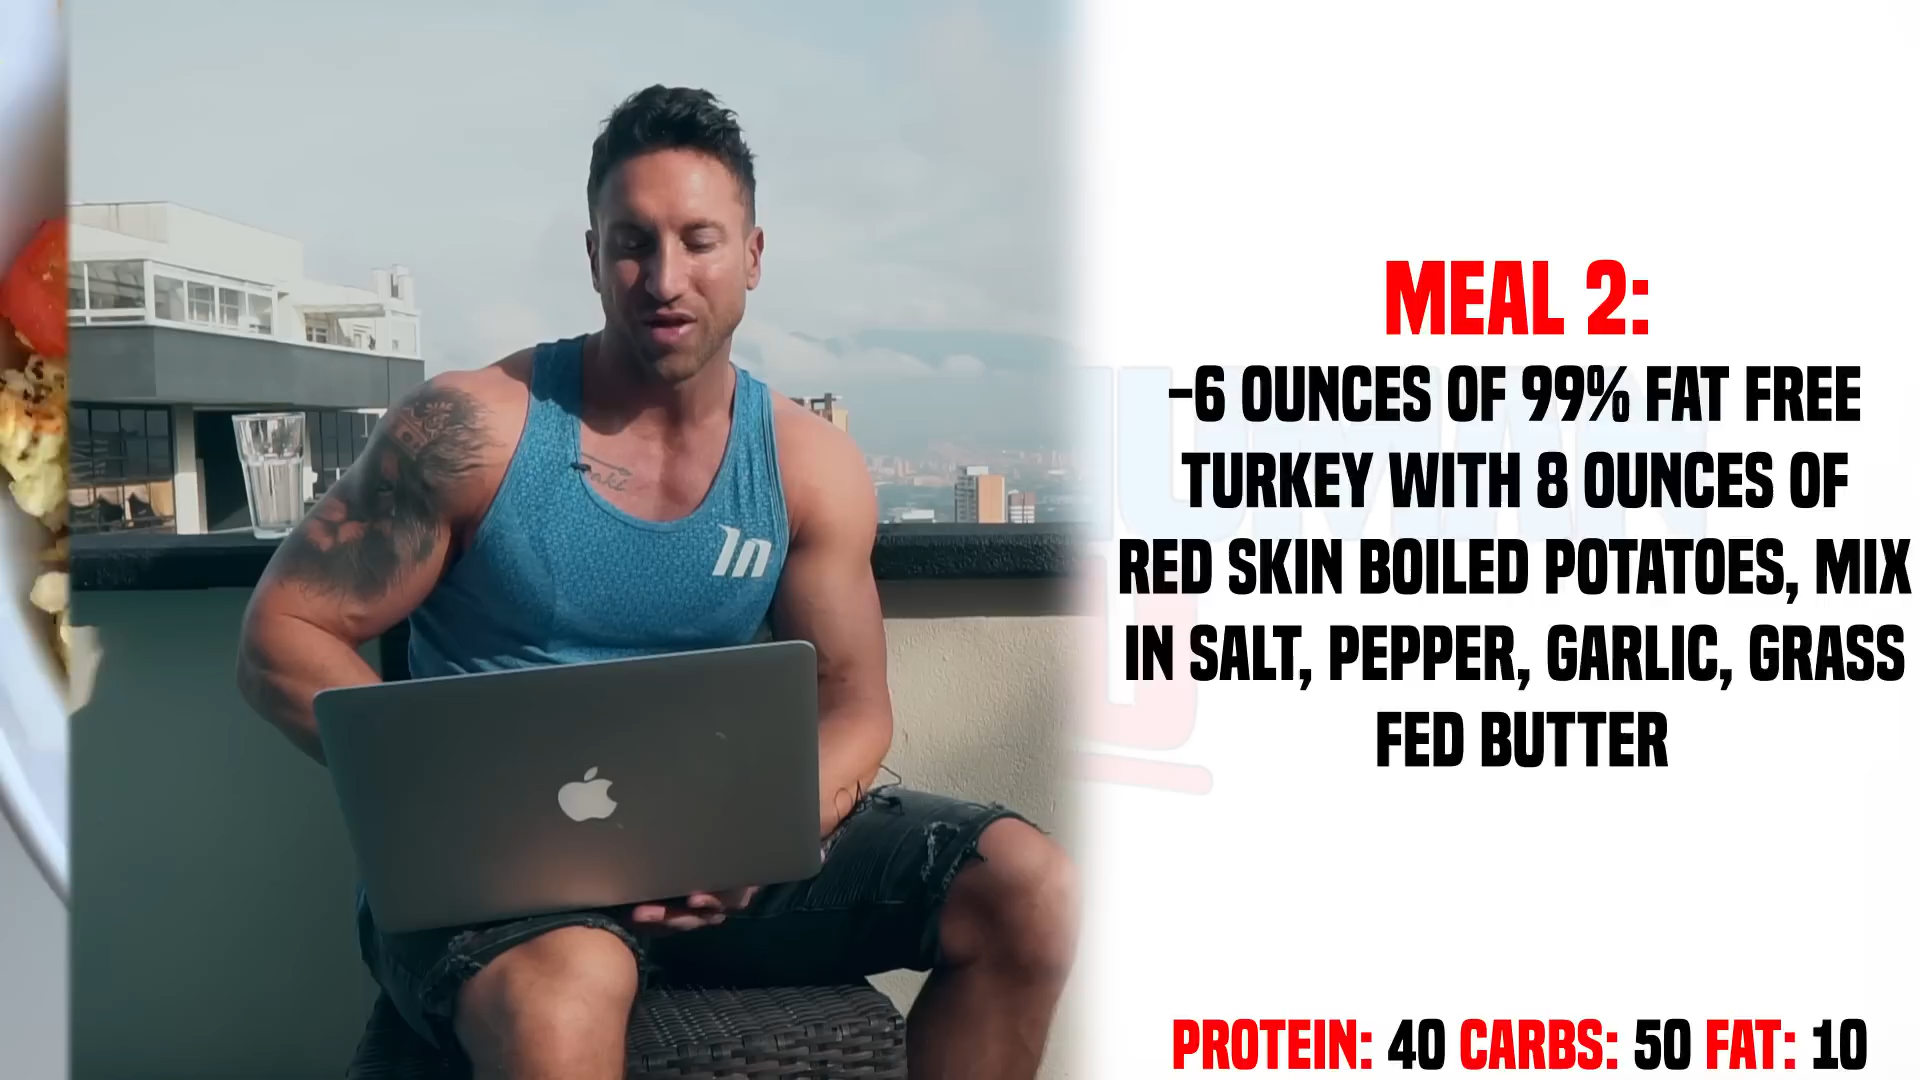 MEAL 2:
-6 OUNCES OF 99% FAT FREE
TURKEY WITH 8 OUNCES OF
RED SKIN BOILED POTATOES, MIX
IN SALT, PEPPER, GARLIC, GRASS
FED BUTTER
PROTEIN: 40 CARBS: 50 FAT: 10